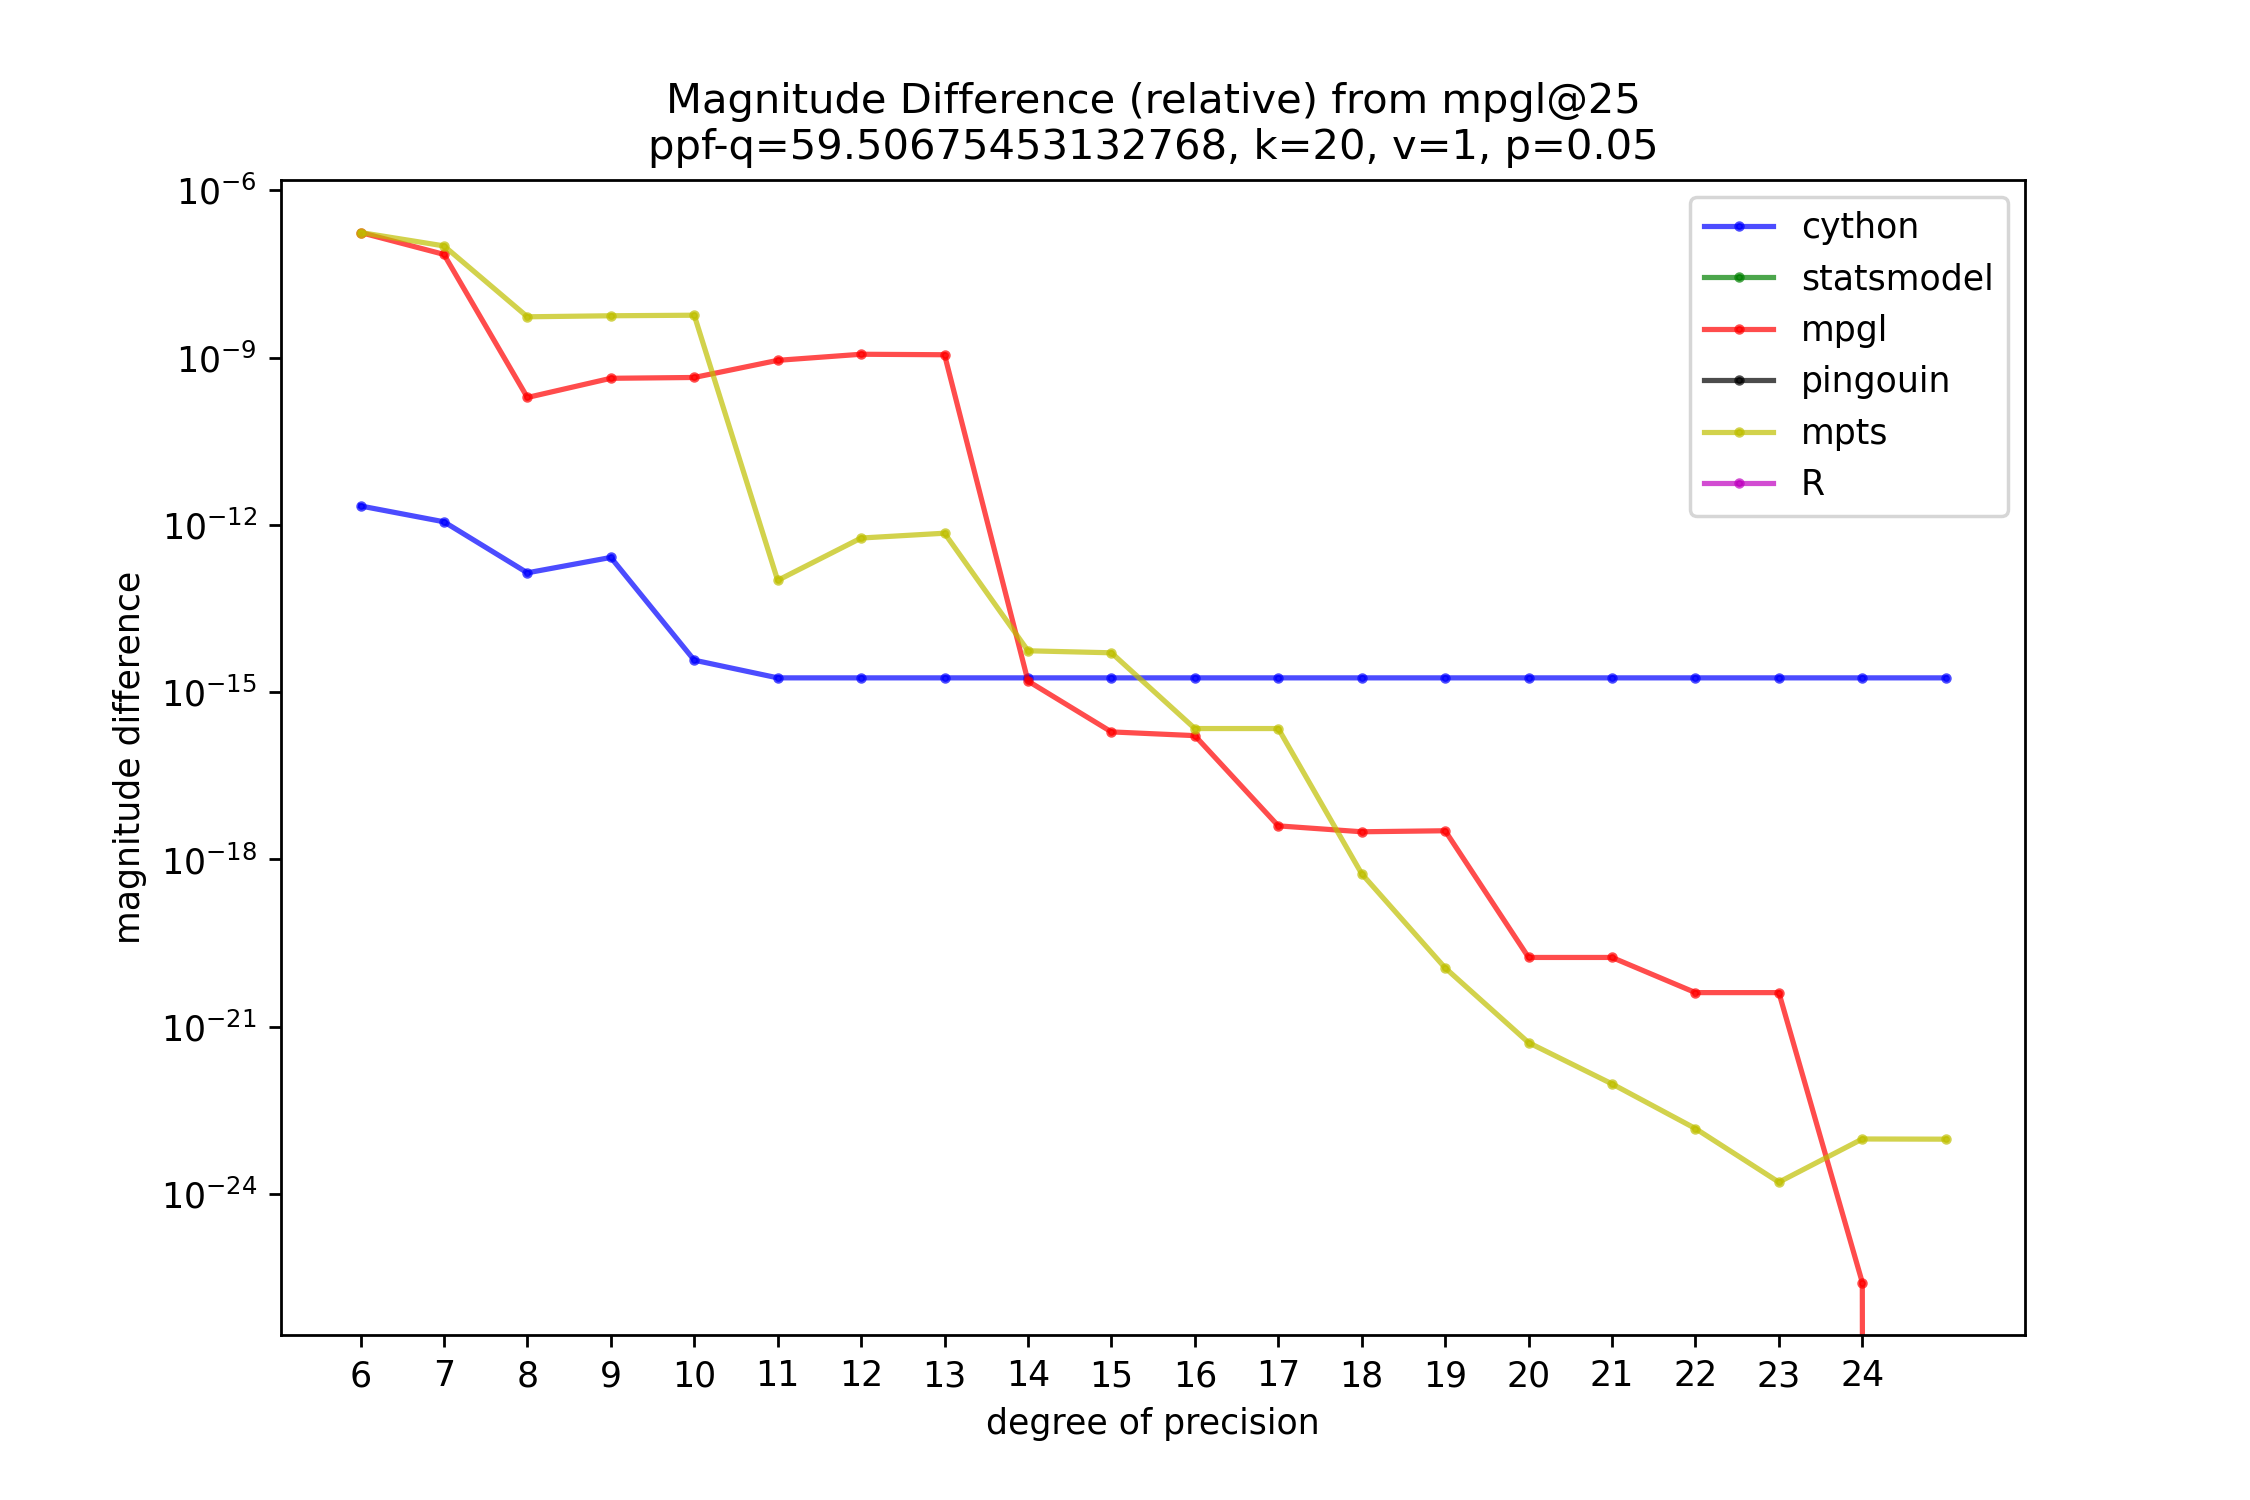 Magnitude Difference (relative) from mpgl@25
ppf-q=59.50675453132768, k=20, v=1, p=0.05
magnitude difference
10⁻⁶
10⁻⁹
10⁻¹²
10⁻¹⁵
10⁻¹⁸
10⁻²¹
10⁻²⁴
cython
statsmodel
mpgl
pingouin
mpts
R
6 7 8 9 10 11 12 13 14 15 16 17 18 19 20 21 22 23 24
degree of precision